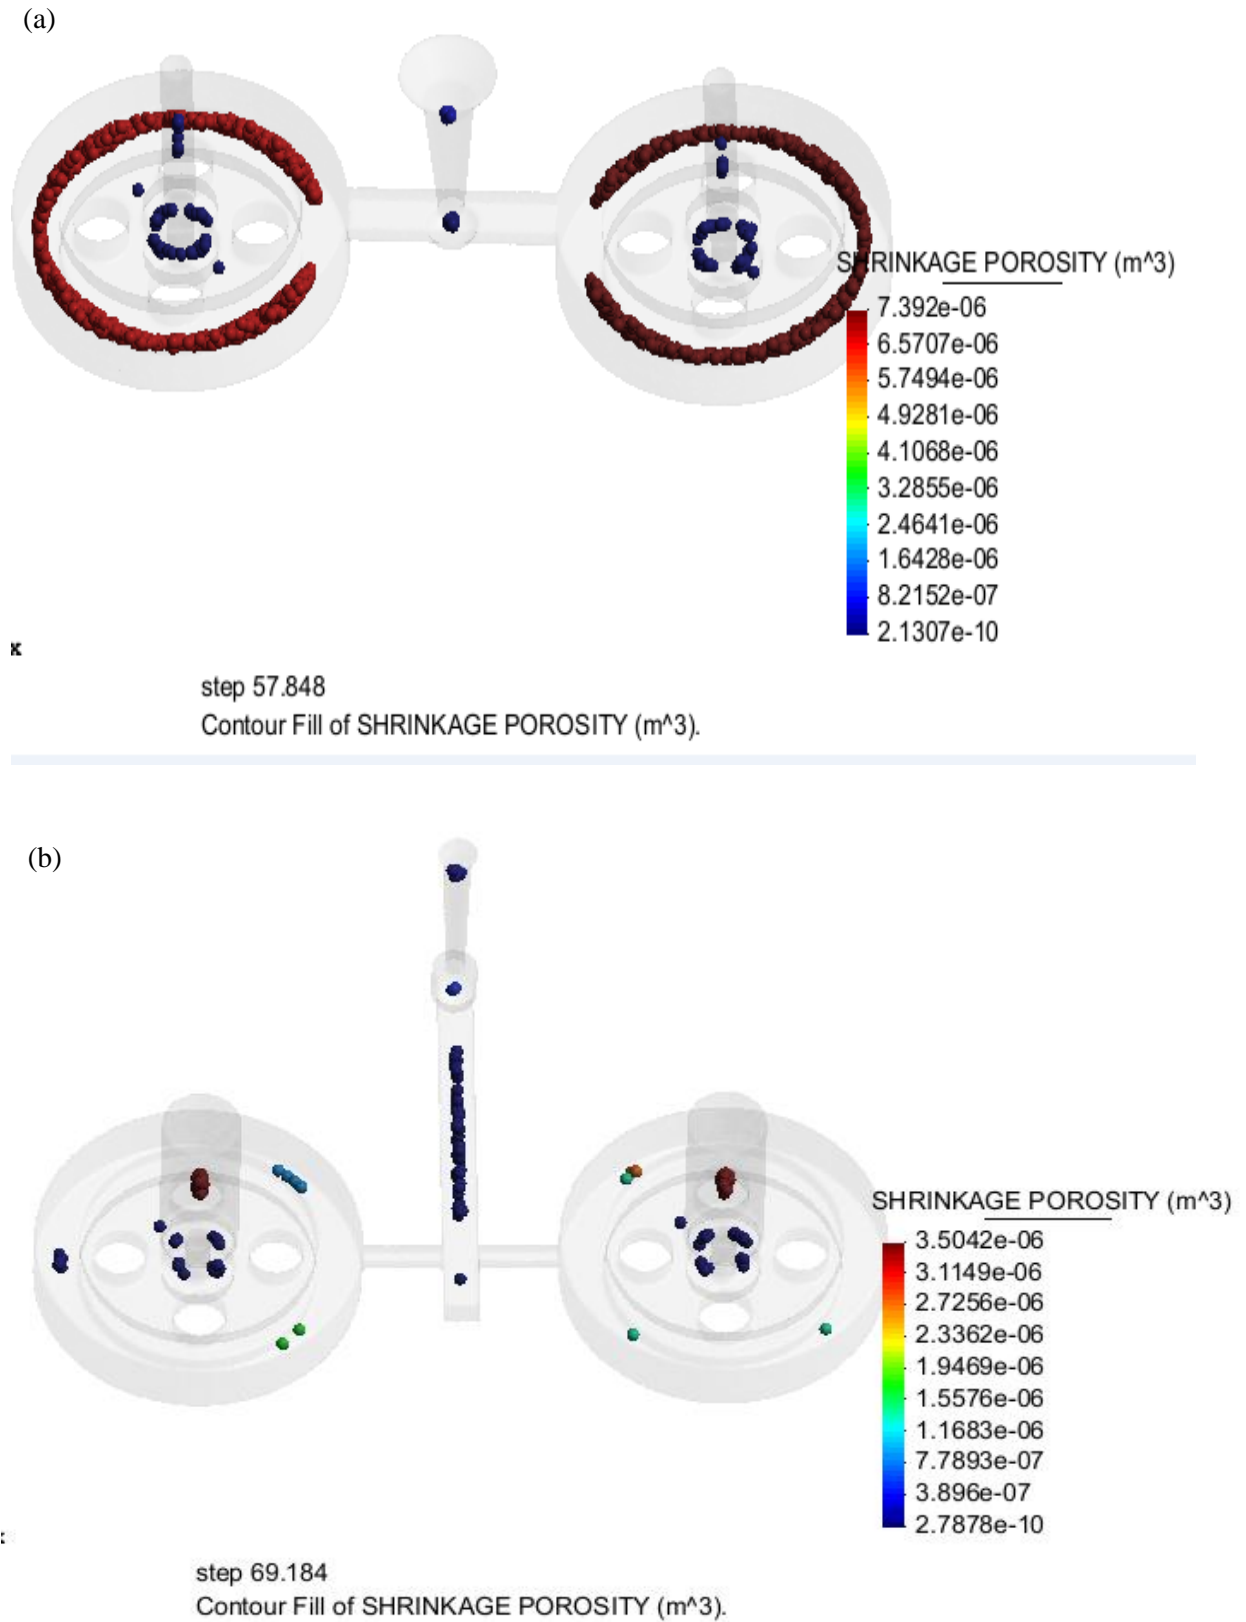 (a)
SHRINKAGE POROSITY (m^3)
7.392e-06
6.5707e-06
5.7494e-06
4.9281e-06
4.1068e-06
3.2855e-06
2.4641e-06
1.6428e-06
8.2152e-07
2.1307e-10
x
step 57.848
Contour Fill of SHRINKAGE POROSITY (m^3).
(b)
SHRINKAGE POROSITY (m^3)
3.5042e-06
3.1149e-06
2.7256e-06
2.3362e-06
1.9469e-06
1.5576e-06
1.1683e-06
7.7893e-07
3.896e-07
2.7878e-10
step 69.184
Contour Fill of SHRINKAGE POROSITY (m^3).